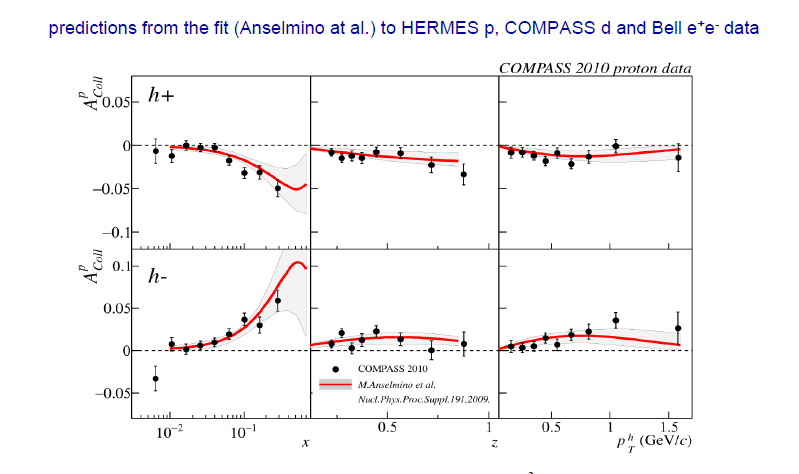 predictions from the fit (Anselmino at al.) to HERMES p, COMPASS d and Bell e⁺e⁻ data
COMPASS 2010 proton data
A^p_Coll
0.05
0
−0.05
−0.1
h+
A^p_Coll
0.1
0.05
0
−0.05
h-
COMPASS 2010
M.Anselmino et al.
Nucl.Phys.Proc.Suppl.191,2009.
10⁻² 10⁻¹ 0.5 1 0.5 1 1.5
x z p^h_T (GeV/c)